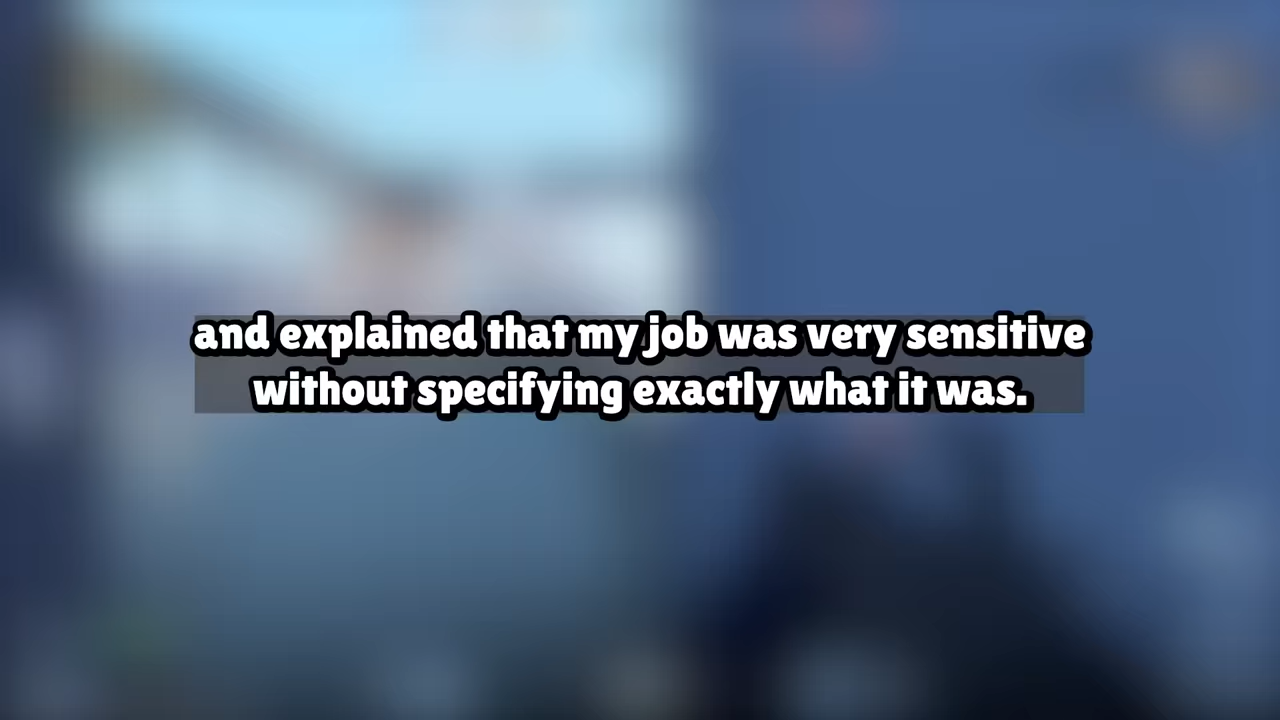 and explained that my job was very sensitive
without specifying exactly what it was.